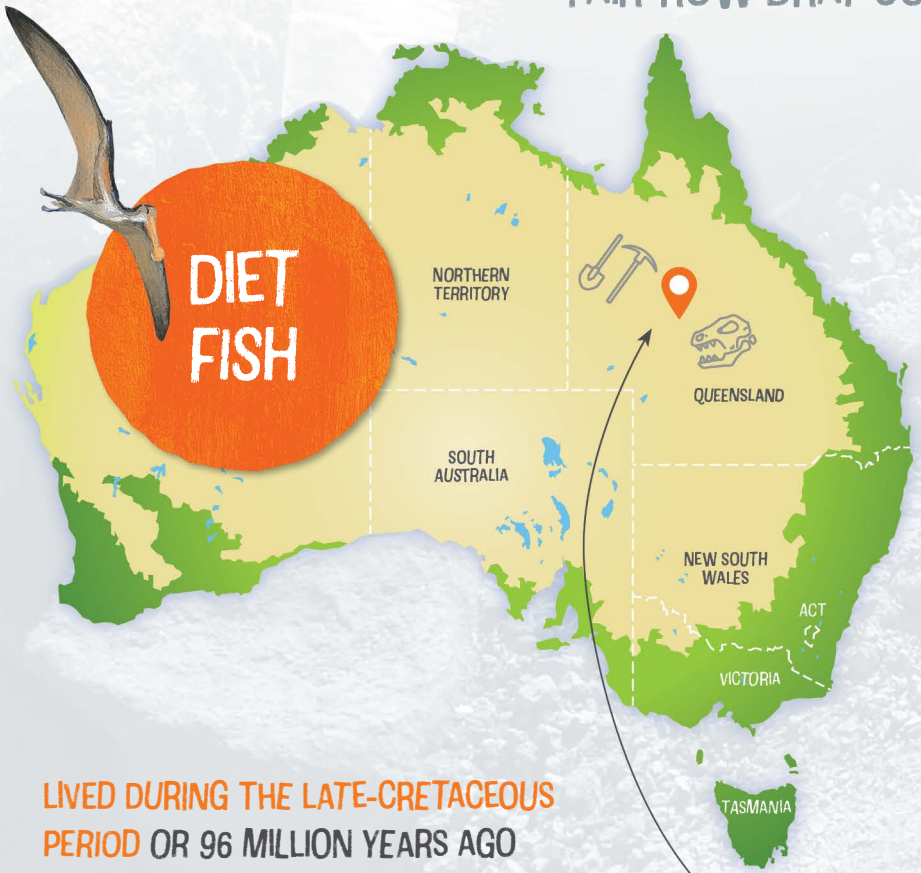 DIET
FISH
NORTHERN
TERRITORY
QUEENSLAND
SOUTH
AUSTRALIA
NEW SOUTH
WALES
ACT
VICTORIA
TASMANIA
LIVED DURING THE LATE-CRETACEOUS
PERIOD OR 96 MILLION YEARS AGO